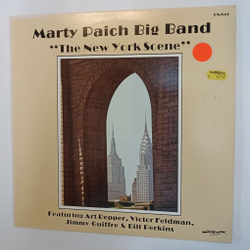 Marty Paich Big Band
"The New York Scene"
Featuring Art Pepper, Victor Feldman,
Jimmy Guiffre & Bill Perkins